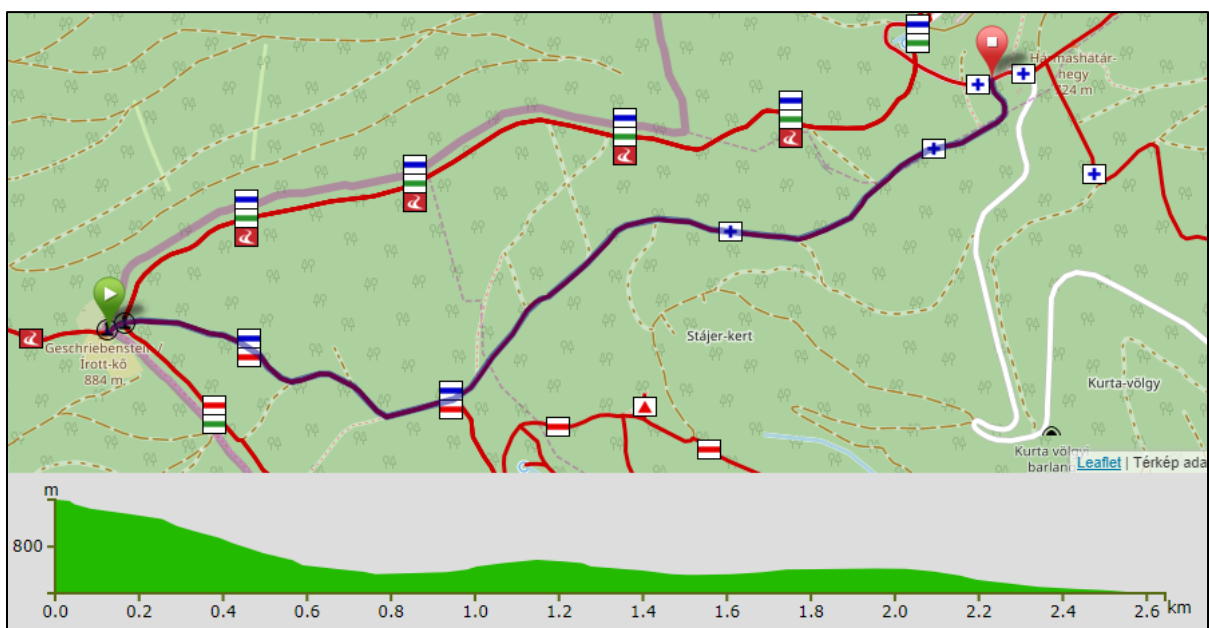 Hármashatár-
hegy
724 m
Geschriebenstein /
Írott-kő
884 m
Stájer-kert
Kurta-völgy
Kurta völgyi
barlang
Leaflet | Térkép ada
m
800
0.0 0.2 0.4 0.6 0.8 1.0 1.2 1.4 1.6 1.8 2.0 2.2 2.4 2.6 km